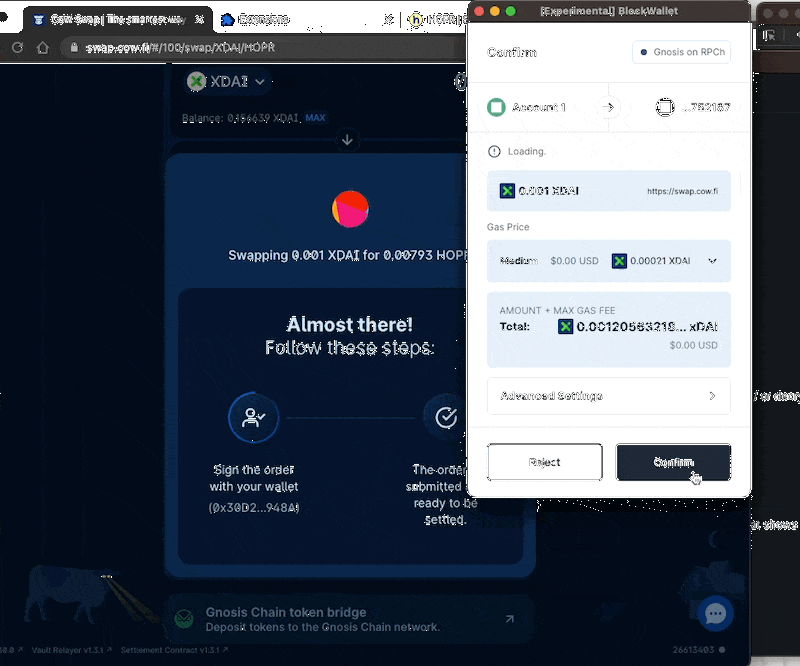 [Experimental] BlockWallet
CoW Swap | The smartest way
Extensions
swap.cow.fi/#/100/swap/XDAI/HOPR
XDAI
Balance: 0.156639 XDAI MAX
Swapping 0.001 XDAI for 0.00793 HOPR
Almost there!
Follow these steps:
Sign the order
with your wallet
(0x30D2...948A)
The order
submitted
ready to be
settled.
Gnosis Chain token bridge
Deposit tokens to the Gnosis Chain network.
Vault Relayer v1.3.1 ↗ Settlement Contract v1.3.1 ↗
26613403
Confirm
Gnosis on RPCh
Account 1
...752187
Loading.
0.001 XDAI
https://swap.cow.fi
Gas Price
Medium $0.00 USD 0.00021 XDAI
AMOUNT + MAX GAS FEE
Total: 0.00120563218... xDAI
$0.00 USD
Advanced Settings
Reject
Confirm